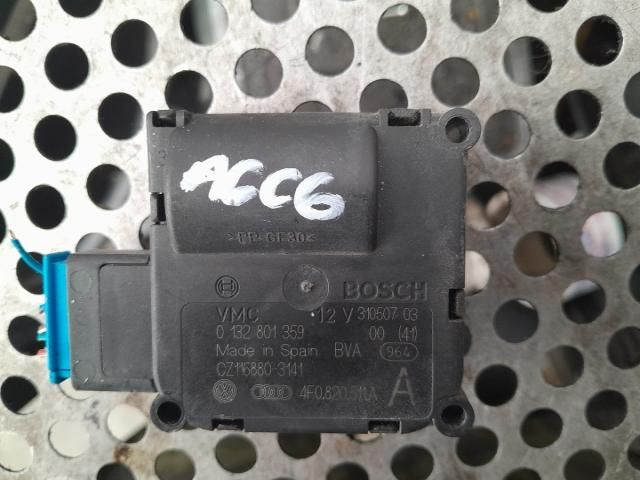 A6C6
>PP-GF30<
BOSCH
VMC 12 V 310507 03
0 132 801 359 00 (41)
Made in Spain BVA 964
CZ116880-3141
4F0.820.511.A A